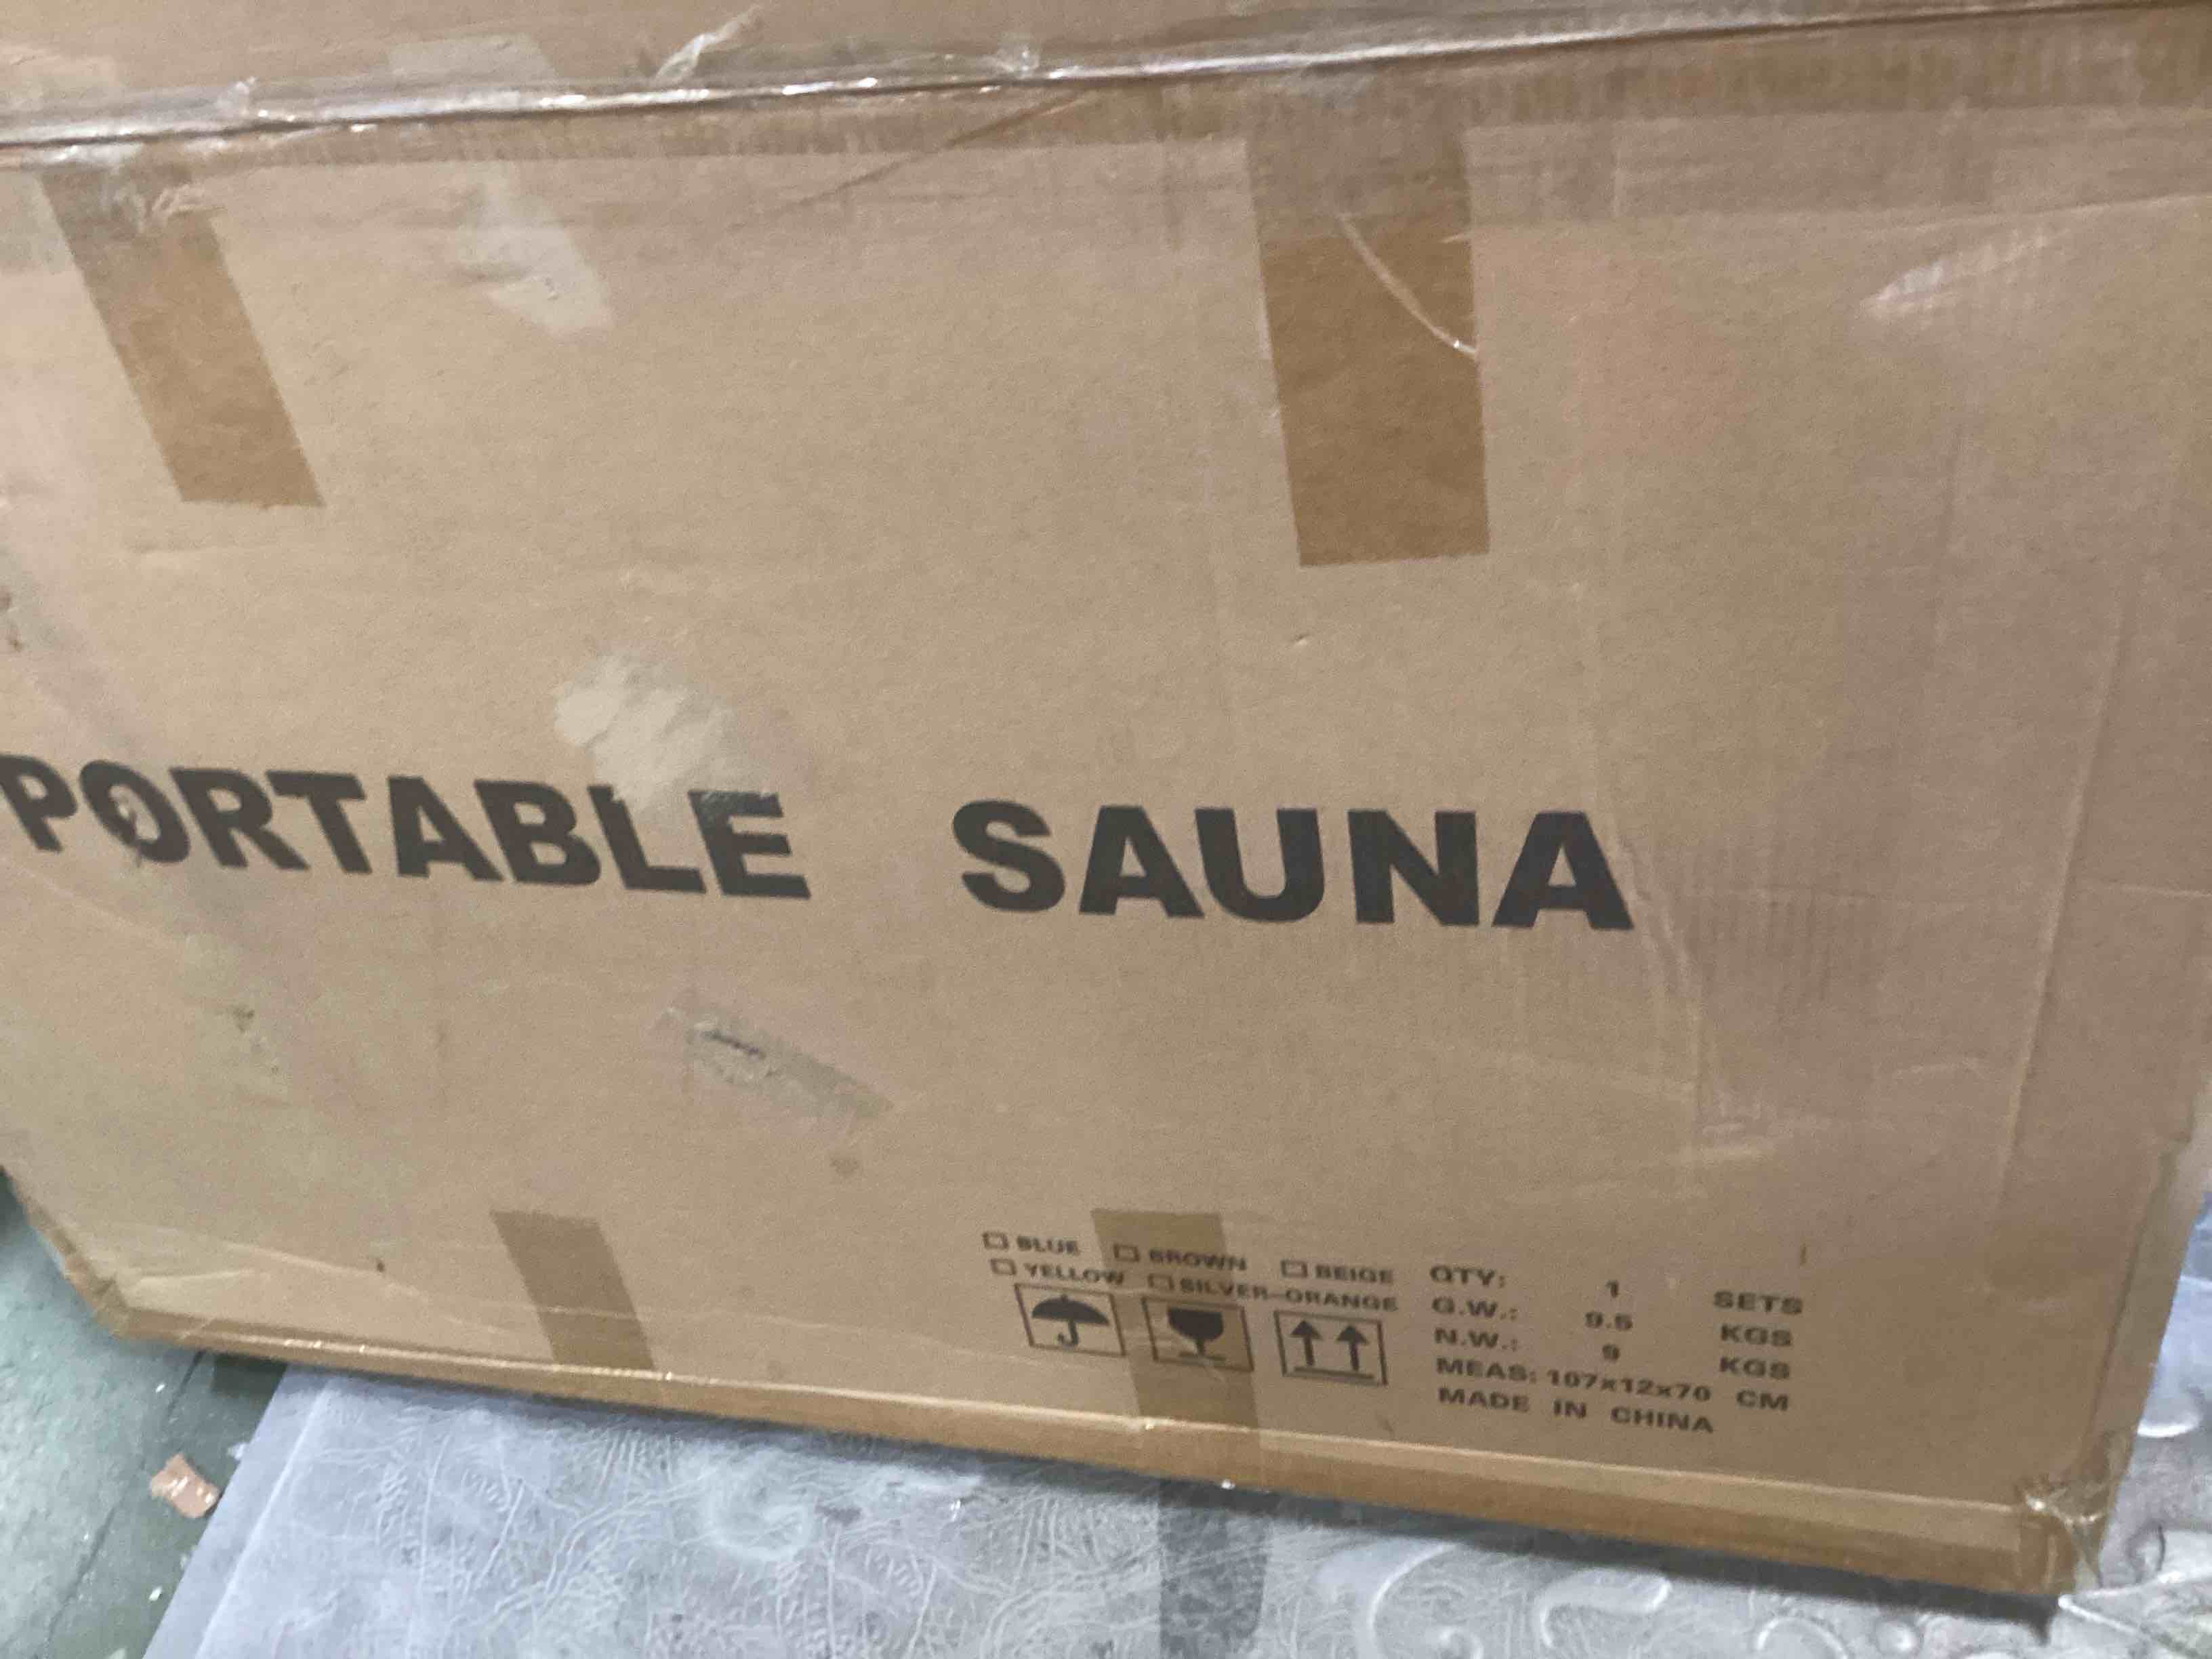 PORTABLE SAUNA
☐ BLUE ☐ BROWN ☐ BEIGE
☐ YELLOW ☐ SILVER-ORANGE
QTY: 1 SETS
G.W.: 9.5 KGS
N.W.: 9 KGS
MEAS: 107x12x70 CM
MADE IN CHINA